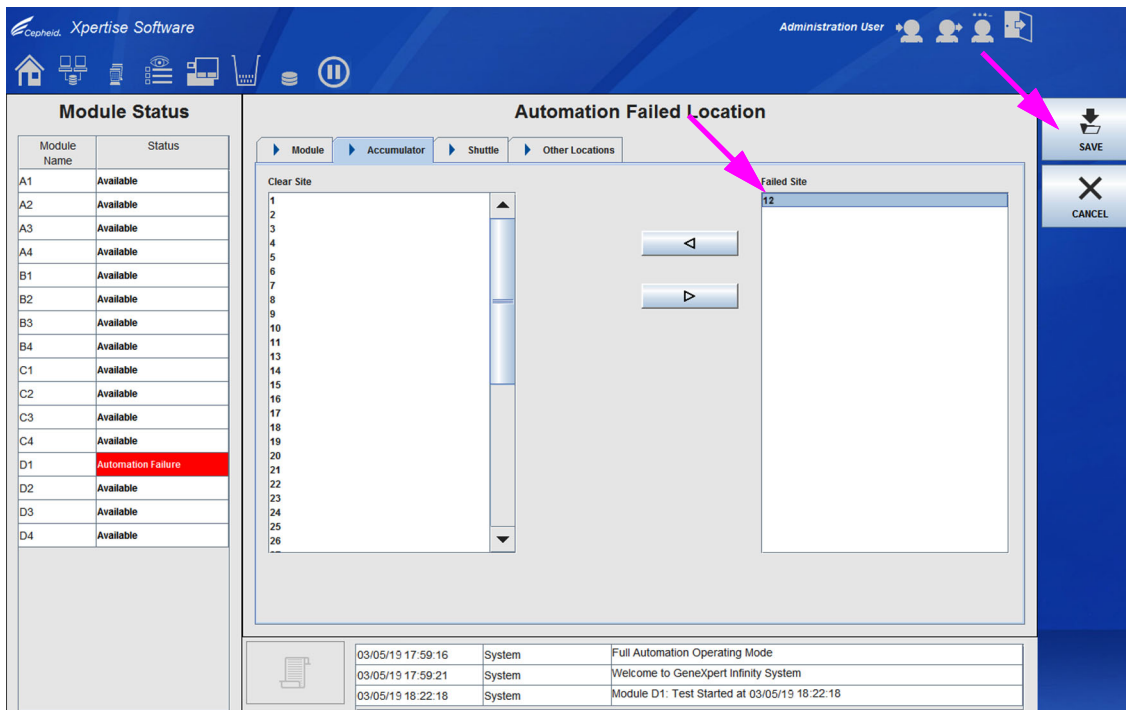 Cepheid. Xpertise Software
Administration User
Module Status
Module Name
Status
A1 Available
A2 Available
A3 Available
A4 Available
B1 Available
B2 Available
B3 Available
B4 Available
C1 Available
C2 Available
C3 Available
C4 Available
D1 Automation Failure
D2 Available
D3 Available
D4 Available
Automation Failed Location
Module
Accumulator
Shuttle
Other Locations
Clear Site
1
2
3
4
5
6
7
8
9
10
11
13
14
15
16
17
18
19
20
21
22
23
24
25
26
Failed Site
12
SAVE
CANCEL
03/05/19 17:59:16 System Full Automation Operating Mode
03/05/19 17:59:21 System Welcome to GeneXpert Infinity System
03/05/19 18:22:18 System Module D1: Test Started at 03/05/19 18:22:18